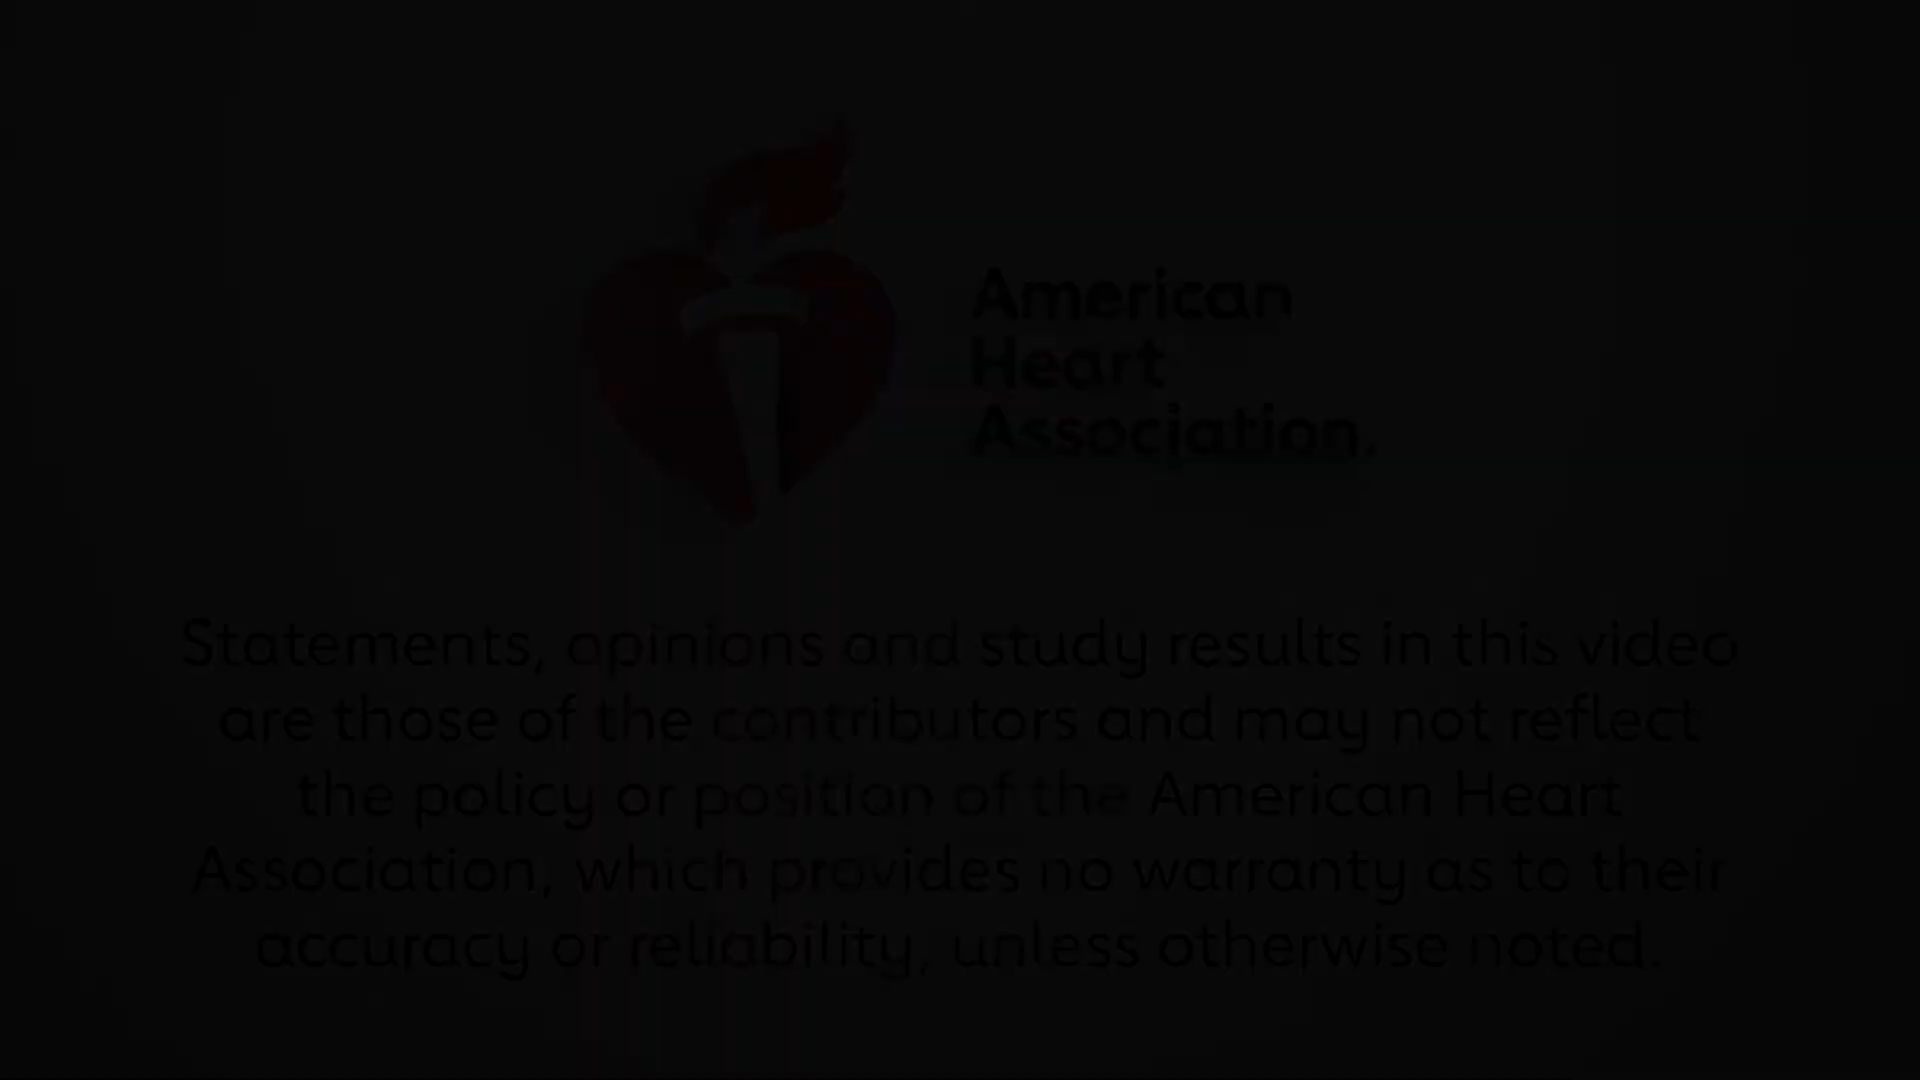 American
Heart
Association.
Statements, opinions and study results in this video
are those of the contributors and may not reflect
the policy or position of the American Heart
Association, which provides no warranty as to their
accuracy or reliability, unless otherwise noted.